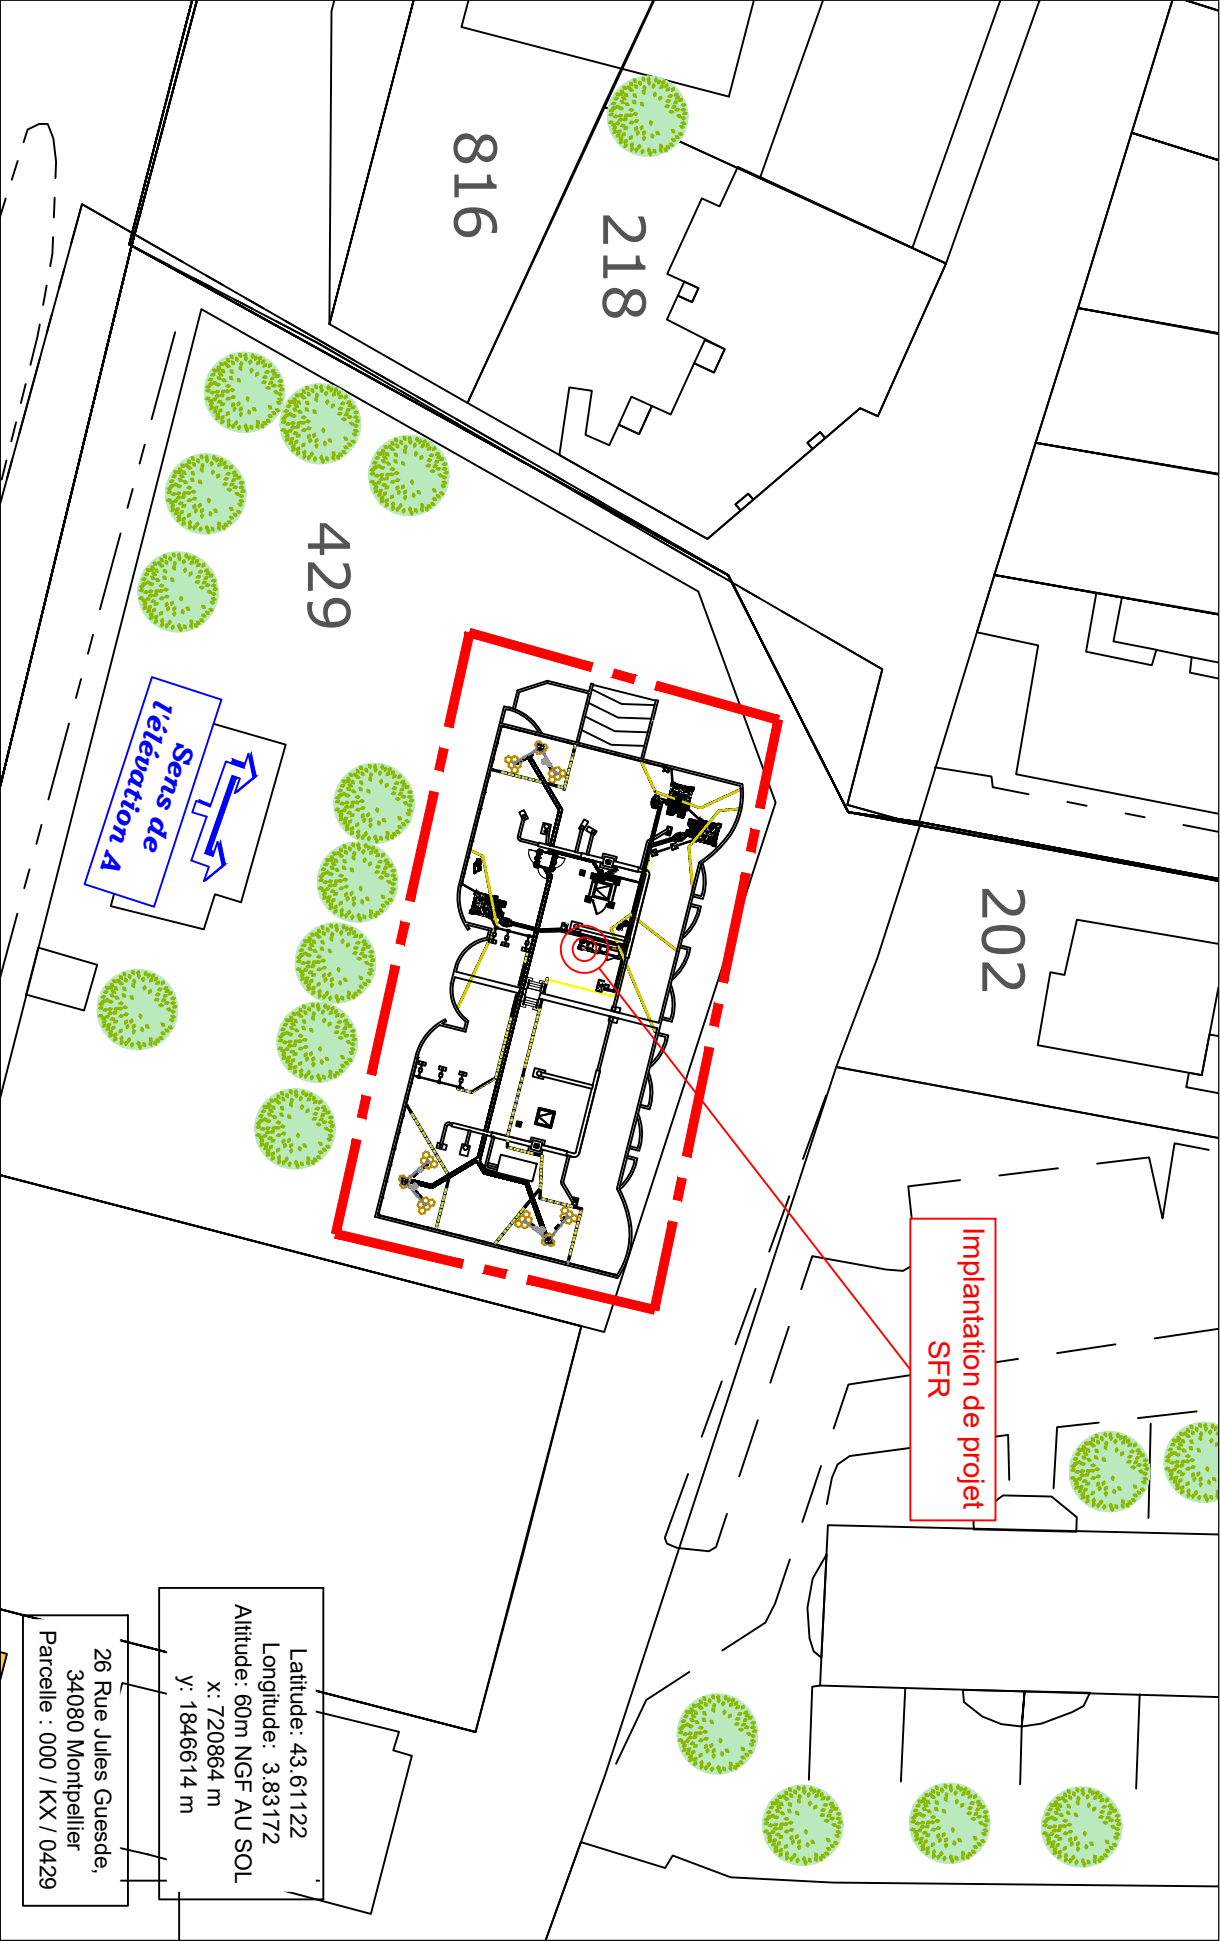 202
218
816
429
Implantation de projet
SFR
Sens de
l'élévation A
Latitude: 43.61122
Longitude: 3.83172
Altitude: 60m NGF AU SOL
x: 720864 m
y: 1846614 m
26 Rue Jules Guesde,
34080 Montpellier
Parcelle : 000 / KX / 0429